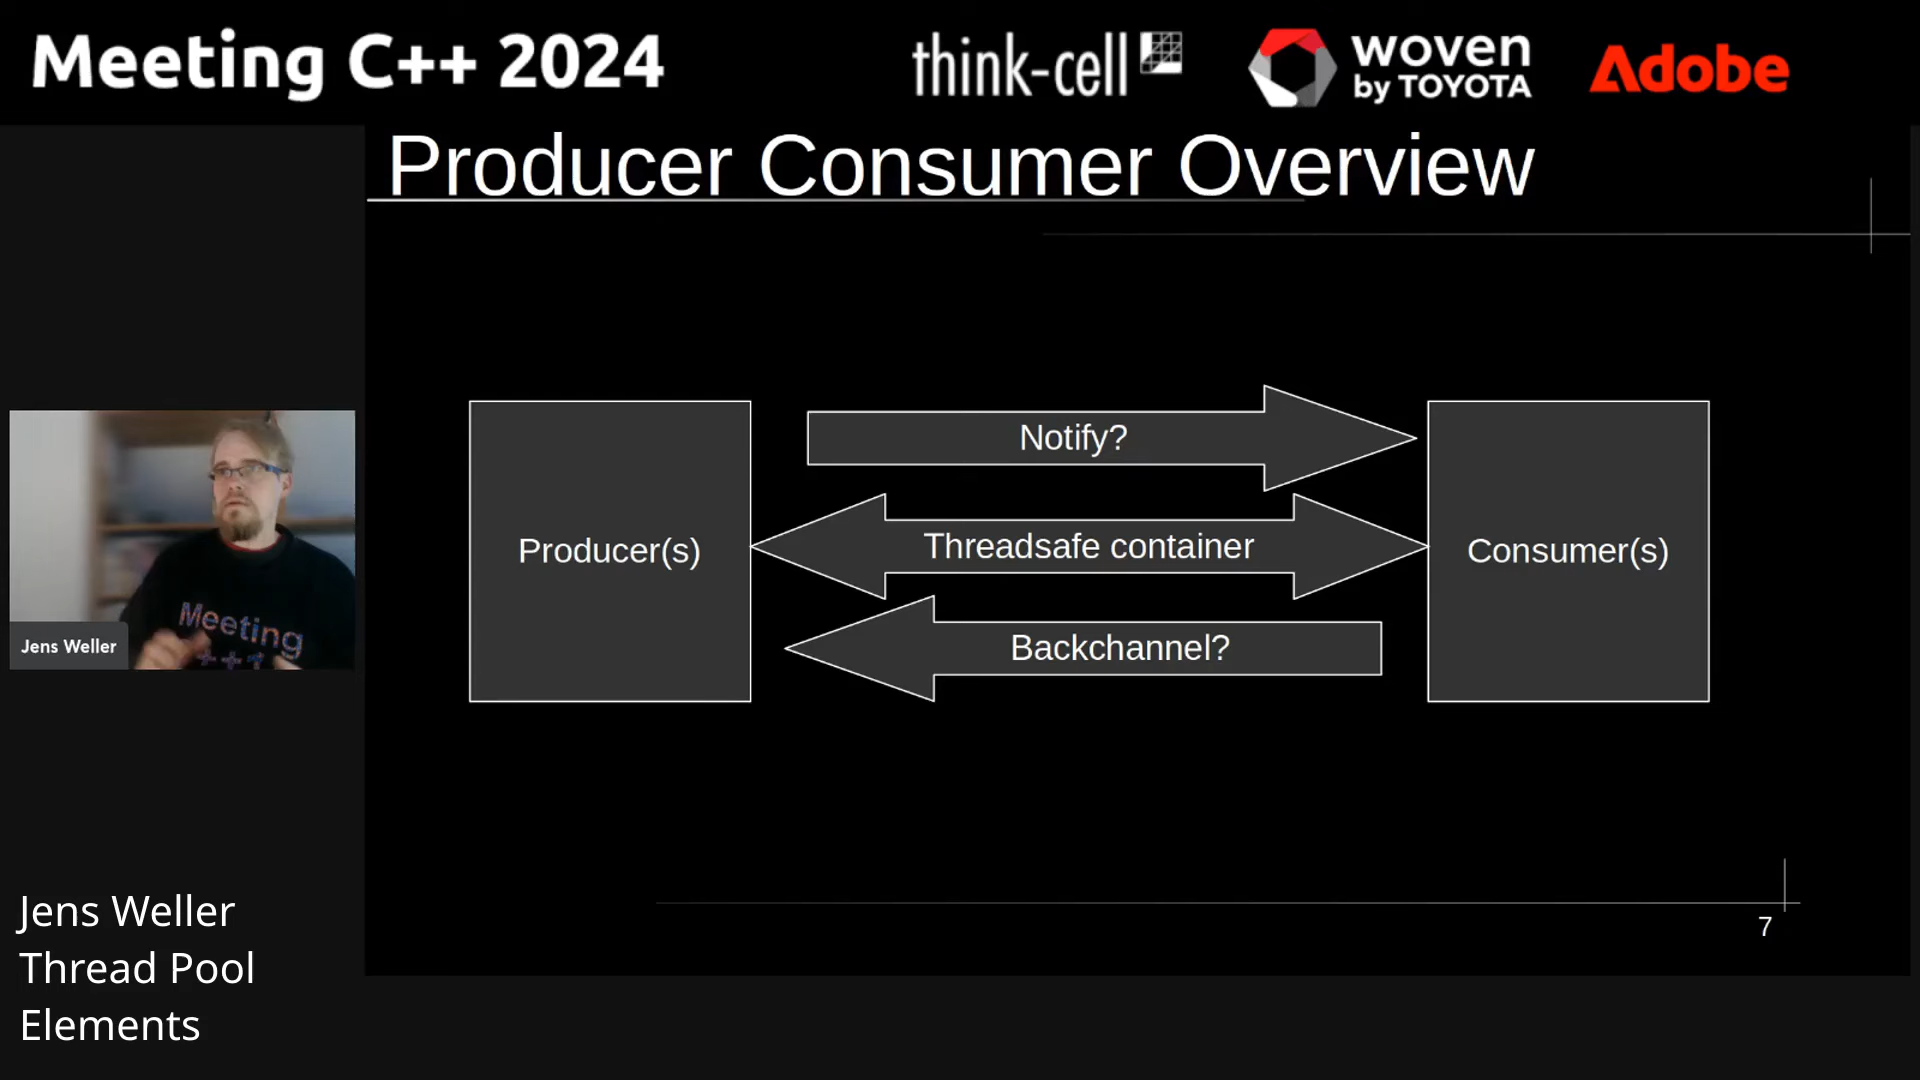 Meeting C++ 2024
think-cell
woven
by TOYOTA
Adobe
Producer Consumer Overview
Notify?
Producer(s)
Threadsafe container
Consumer(s)
Backchannel?
Meeting
Jens Weller
7
Jens Weller
Thread Pool
Elements